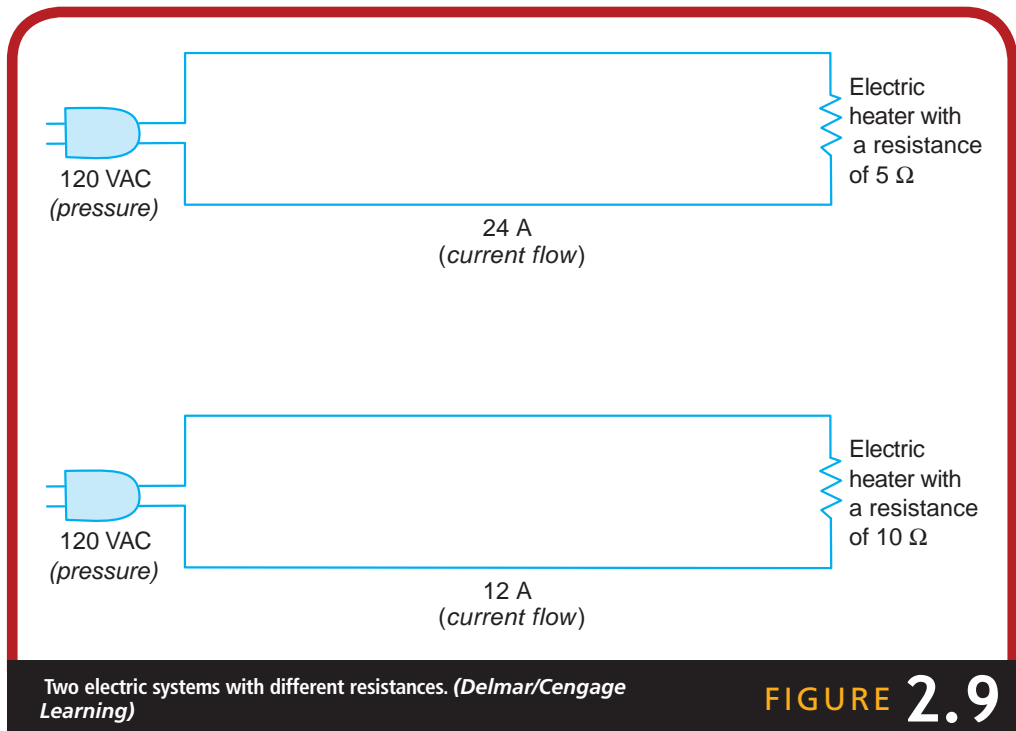 Electric
heater with
a resistance
of 5 Ω
120 VAC
(pressure)
24 A
(current flow)
Electric
heater with
a resistance
of 10 Ω
120 VAC
(pressure)
12 A
(current flow)
Two electric systems with different resistances. (Delmar/Cengage
Learning)
FIGURE 2.9